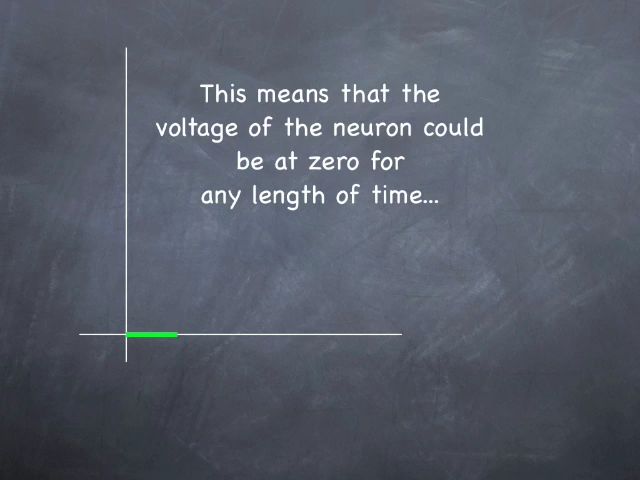 This means that the
voltage of the neuron could
be at zero for
any length of time...